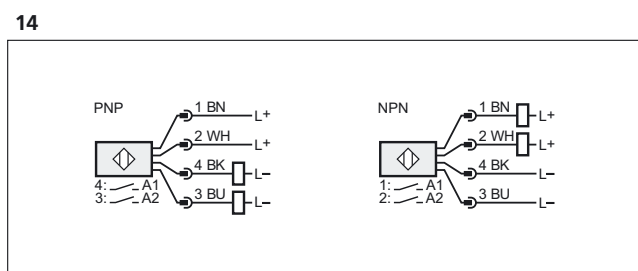 14
PNP
1 BN L+
2 WH L+
4 BK L–
3 BU L–
4: A1
3: A2
NPN
1 BN L+
2 WH L+
4 BK L–
3 BU L–
1: A1
2: A2